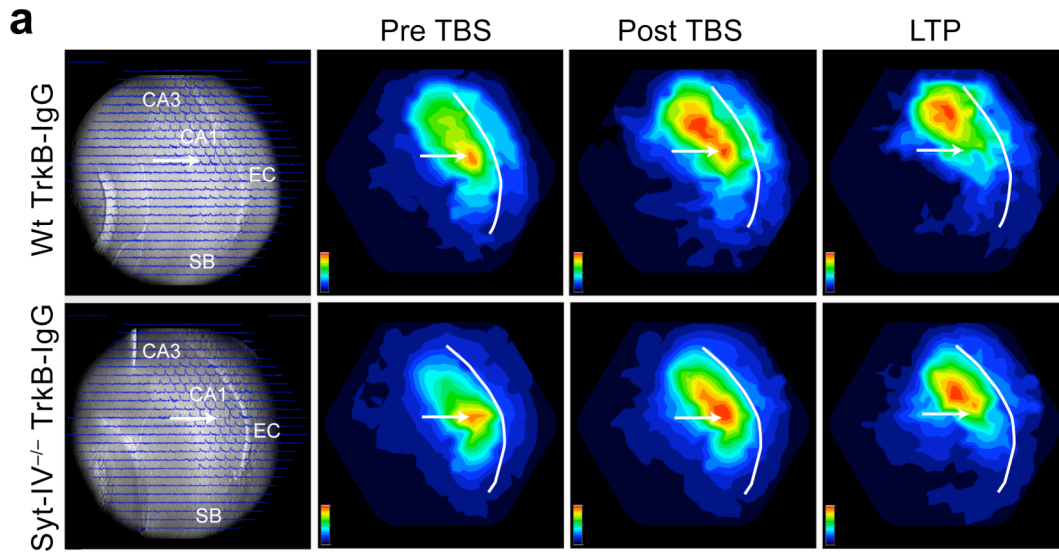 a
Pre TBS
Post TBS
LTP
Wt TrkB-IgG
CA3
CA1
EC
SB
Syt-IV–/– TrkB-IgG
CA3
CA1
EC
SB